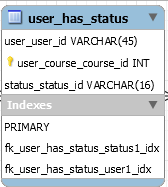 user_has_status
user_user_id VARCHAR(45)
user_course_course_id INT
status_status_id VARCHAR(16)
Indexes
PRIMARY
fk_user_has_status_status1_idx
fk_user_has_status_user1_idx